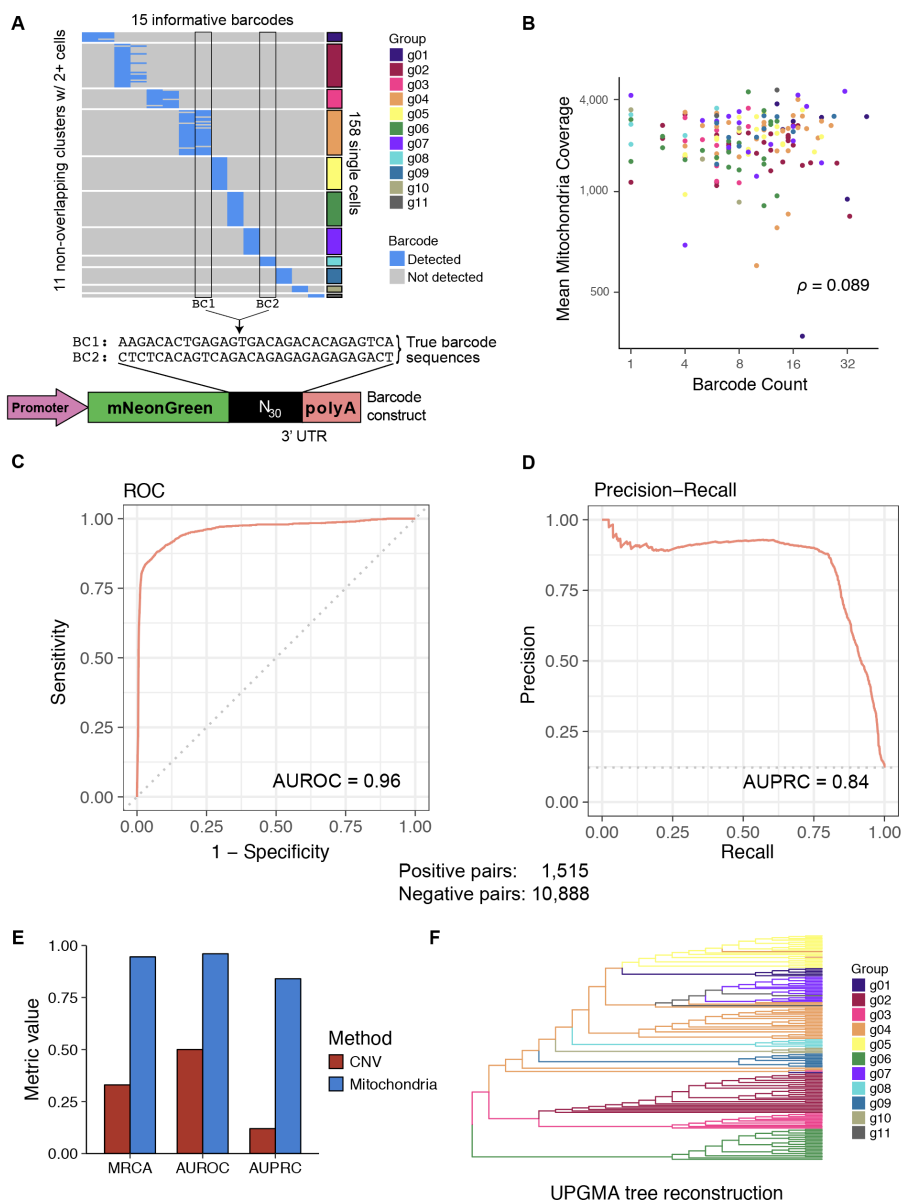 A
15 informative barcodes
11 non-overlapping clusters w/ 2+ cells
158 single cells
Group
g01
g02
g03
g04
g05
g06
g07
g08
g09
g10
g11
Barcode
Detected
Not detected
BC1
BC2
BC1: AAGACACTGAGAGTGACAGACACAGAGTCA
BC2: CTCTCACAGTCAGACAGAGAGAGAGAGACT
True barcode
sequences
Promoter
mNeonGreen
N30
polyA
Barcode
construct
3' UTR
B
Mean Mitochondria Coverage
4,000
1,000
500
ρ = 0.089
1
4
8
16
32
Barcode Count
C
ROC
Sensitivity
1.00
0.75
0.50
0.25
0.00
AUROC = 0.96
0.00
0.25
0.50
0.75
1.00
1 − Specificity
D
Precision−Recall
Precision
1.00
0.75
0.50
0.25
0.00
AUPRC = 0.84
0.00
0.25
0.50
0.75
1.00
Recall
Positive pairs: 1,515
Negative pairs: 10,888
E
Metric value
1.00
0.75
0.50
0.25
0.00
MRCA
AUROC
AUPRC
Method
CNV
Mitochondria
F
Group
g01
g02
g03
g04
g05
g06
g07
g08
g09
g10
g11
UPGMA tree reconstruction